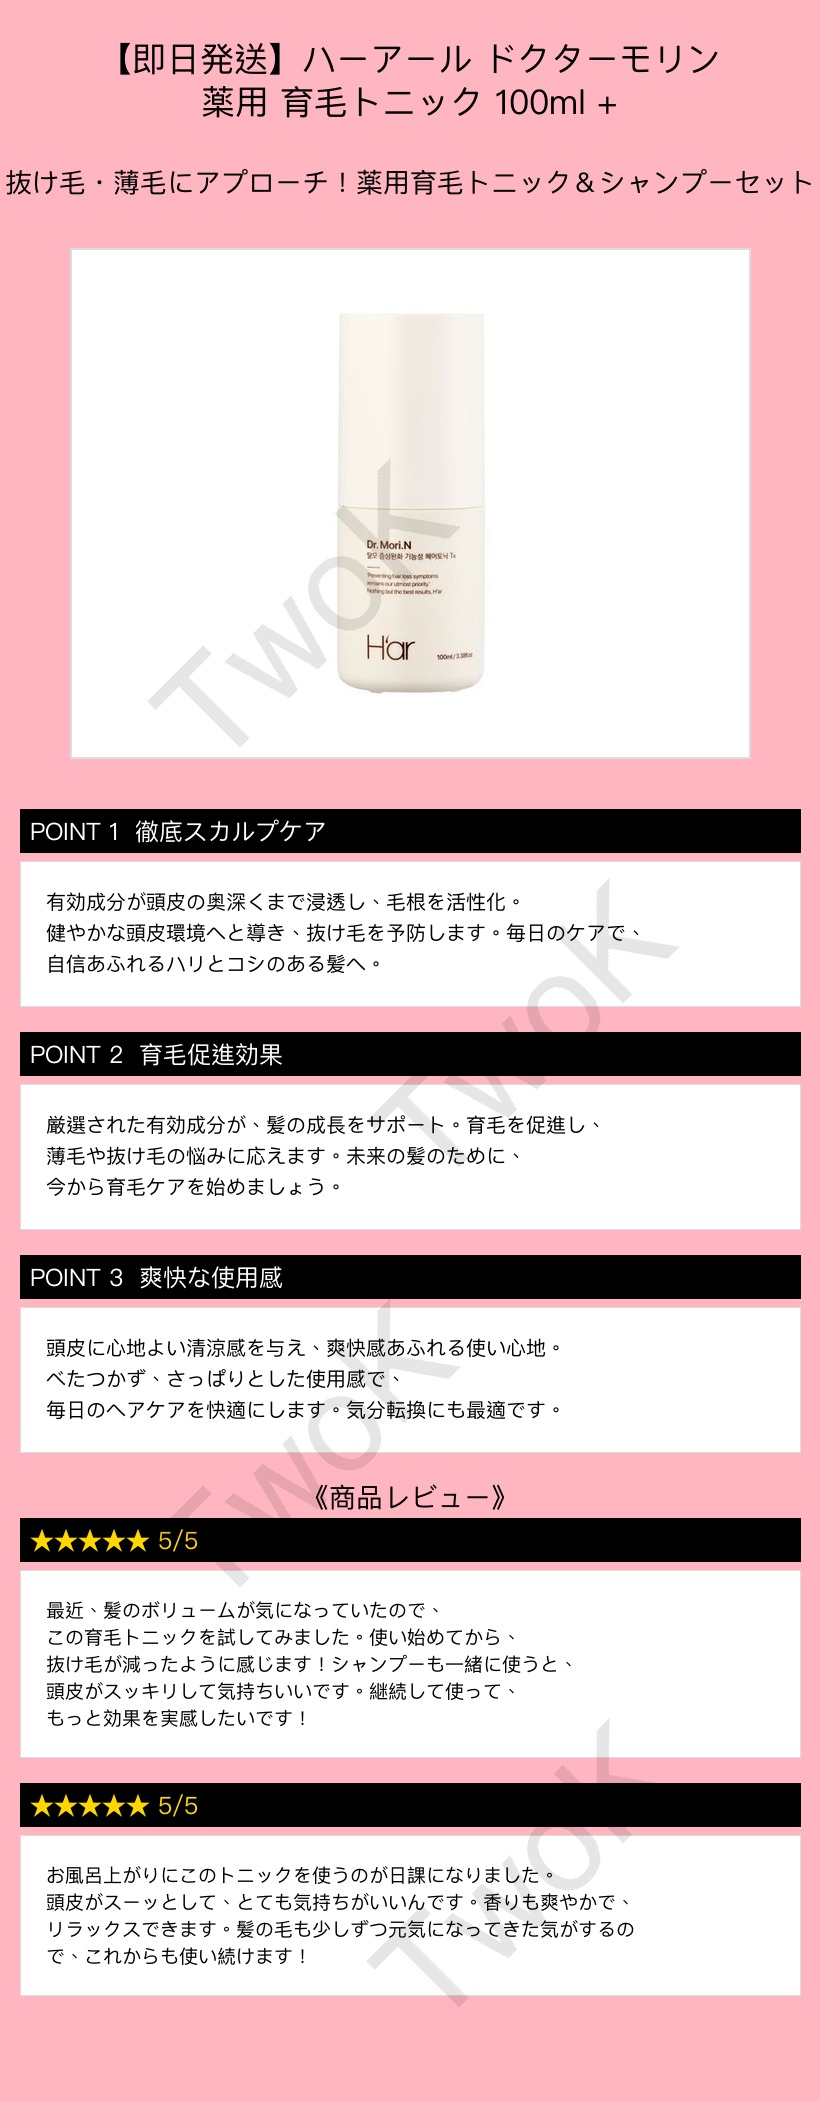 【即日発送】ハーアール ドクターモリン
薬用 育毛トニック 100ml +
抜け毛・薄毛にアプローチ！薬用育毛トニック＆シャンプーセット
Dr. Mori.N
탈모 증상완화 기능성 헤어토닉 Tx
'Preventing hair loss symptoms
remains our utmost priority.'
Nothing but the best results, H'ar
H'ar
100ml / 3.38fl.oz
TwoK
POINT 1 徹底スカルプケア
有効成分が頭皮の奥深くまで浸透し、毛根を活性化。
健やかな頭皮環境へと導き、抜け毛を予防します。毎日のケアで、
自信あふれるハリとコシのある髪へ。
TwoK
POINT 2 育毛促進効果
厳選された有効成分が、髪の成長をサポート。育毛を促進し、
薄毛や抜け毛の悩みに応えます。未来の髪のために、
今から育毛ケアを始めましょう。
POINT 3 爽快な使用感
頭皮に心地よい清涼感を与え、爽快感あふれる使い心地。
べたつかず、さっぱりとした使用感で、
毎日のヘアケアを快適にします。気分転換にも最適です。
TwoK
《商品レビュー》
★★★★★ 5/5
最近、髪のボリュームが気になっていたので、
この育毛トニックを試してみました。使い始めてから、
抜け毛が減ったように感じます！シャンプーも一緒に使うと、
頭皮がスッキリして気持ちいいです。継続して使って、
もっと効果を実感したいです！
★★★★★ 5/5
お風呂上がりにこのトニックを使うのが日課になりました。
頭皮がスーッとして、とても気持ちがいいんです。香りも爽やかで、
リラックスできます。髪の毛も少しずつ元気になってきた気がするの
で、これからも使い続けます！
TwoK